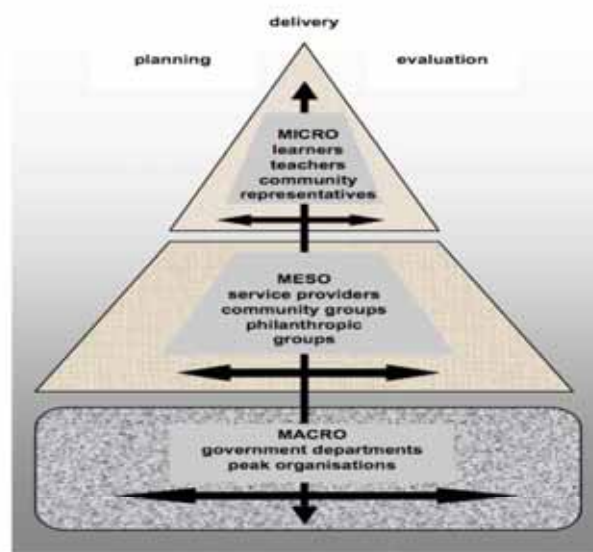 delivery
planning
evaluation
MICRO
learners
teachers
community
representatives
MESO
service providers
community groups
philanthropic
groups
MACRO
government departments
peak organisations